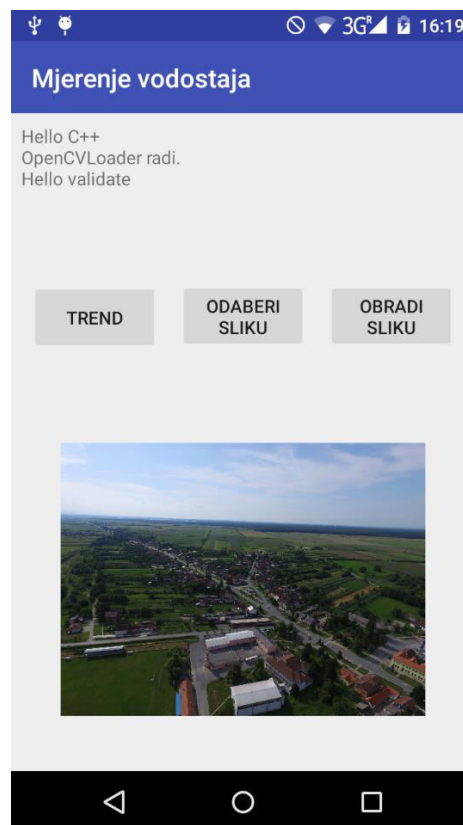 3G R 16:19
Mjerenje vodostaja
Hello C++
OpenCVLoader radi.
Hello validate
TREND
ODABERI
SLIKU
OBRADI
SLIKU